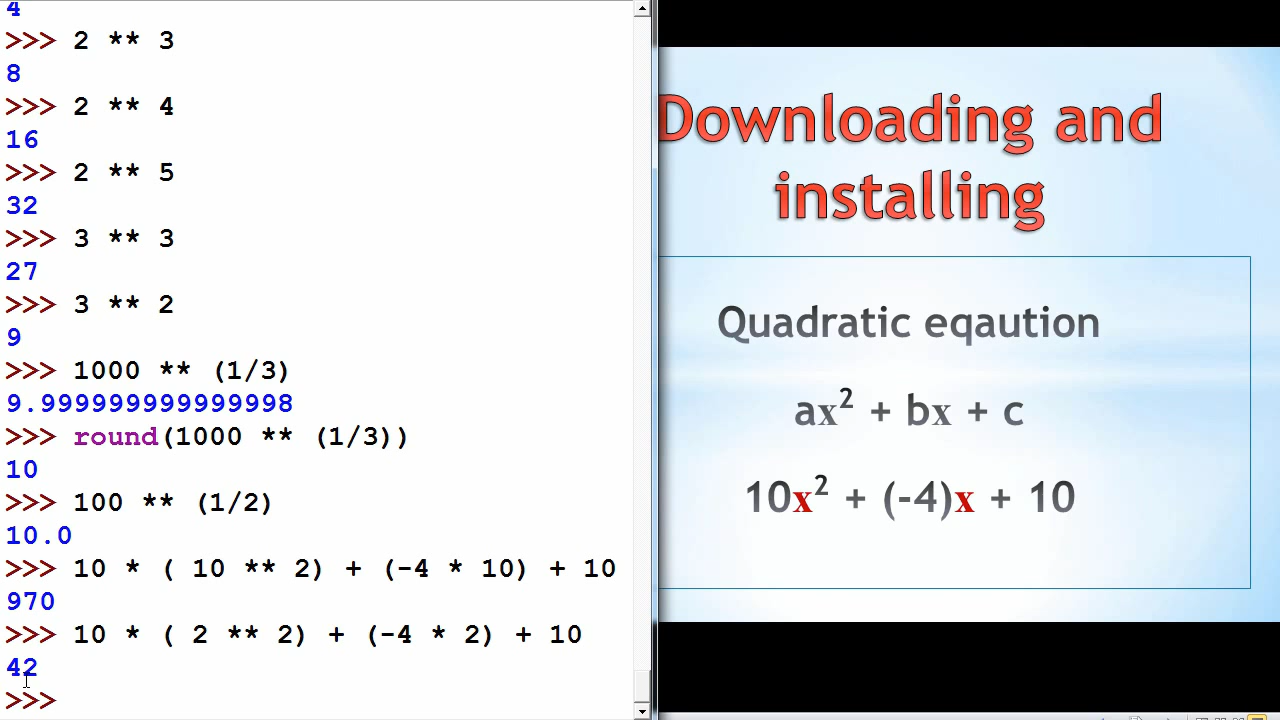 4
>>> 2 ** 3
8
>>> 2 ** 4
16
>>> 2 ** 5
32
>>> 3 ** 3
27
>>> 3 ** 2
9
>>> 1000 ** (1/3)
9.999999999999998
>>> round(1000 ** (1/3))
10
>>> 100 ** (1/2)
10.0
>>> 10 * ( 10 ** 2) + (-4 * 10) + 10
970
>>> 10 * ( 2 ** 2) + (-4 * 2) + 10
42
>>>
Downloading and
installing
Quadratic eqaution
ax² + bx + c
10x² + (-4)x + 10